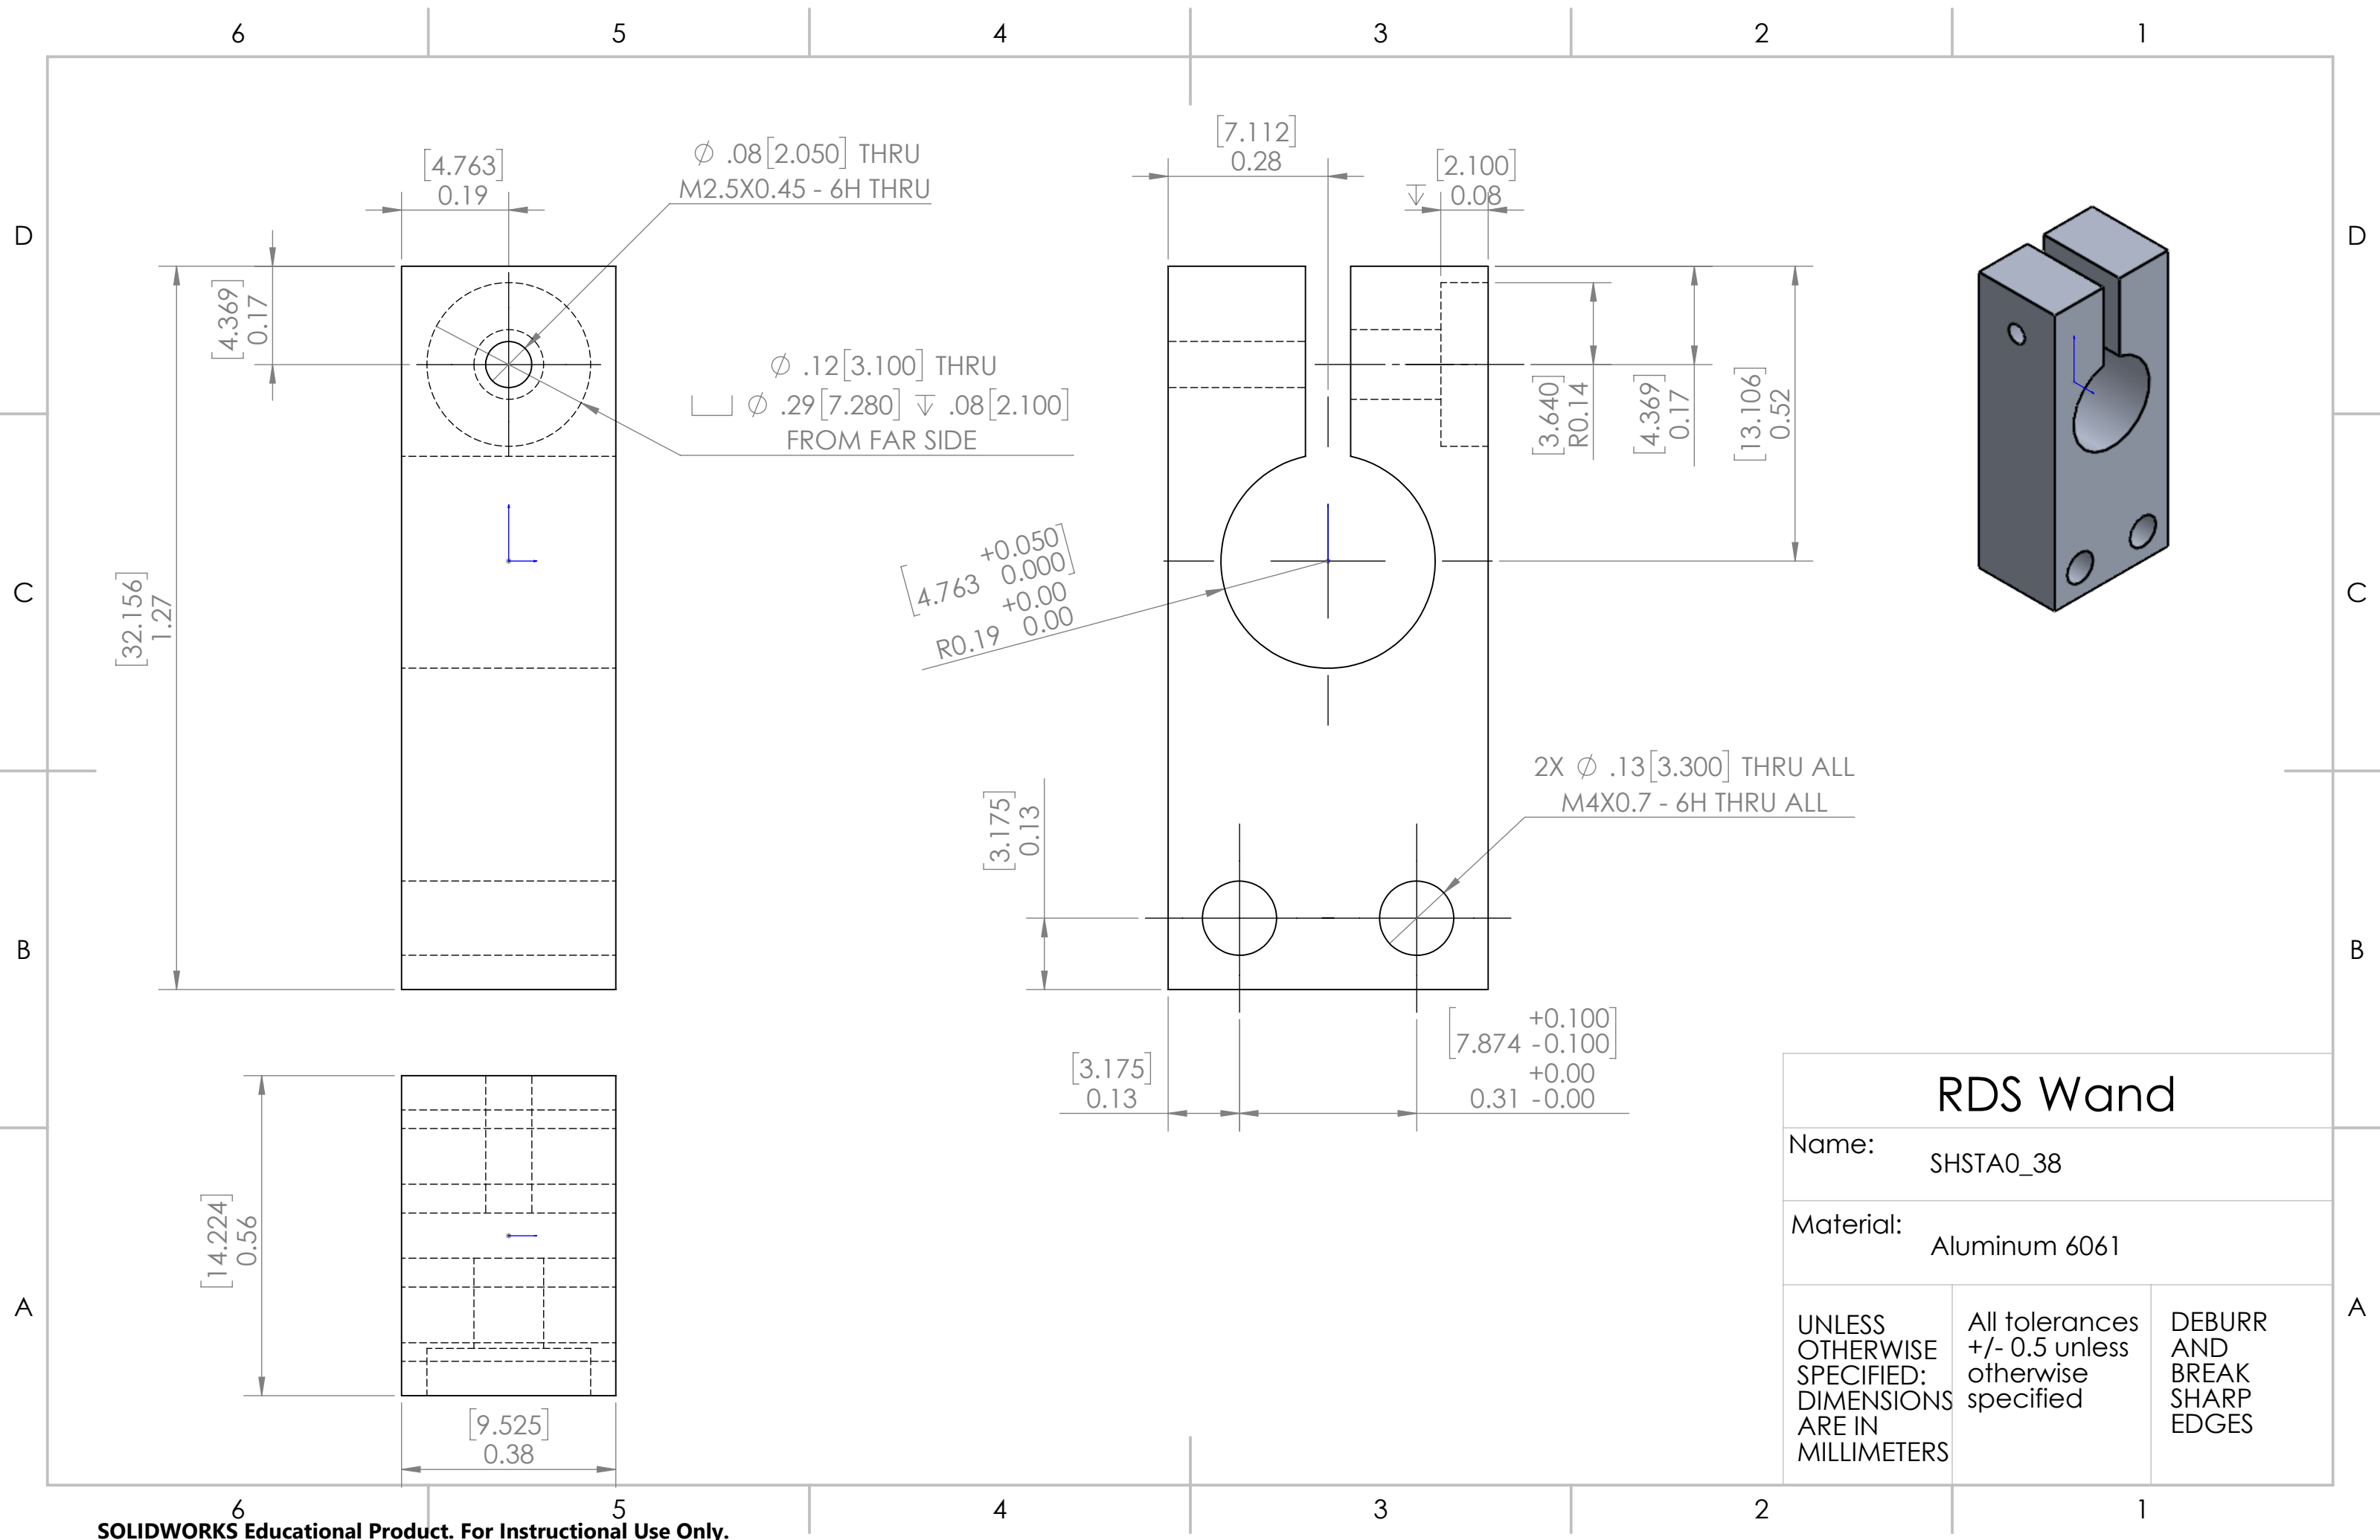 6 5 4 3 2 1
D
C
B
A
D
C
B
A
[4.763]
0.19
⌀ .08[2.050] THRU
M2.5X0.45 - 6H THRU
[4.369]
0.17
⌀ .12[3.100] THRU
⌴ ⌀ .29[7.280] ↧ .08[2.100]
FROM FAR SIDE
[32.156]
1.27
[7.112]
0.28
[2.100]
↧ 0.08
[3.640]
R0.14
[4.369]
0.17
[13.106]
0.52
+0.050
[4.763 0.000]
+0.00
R0.19 0.00
2X ⌀ .13[3.300] THRU ALL
M4X0.7 - 6H THRU ALL
[3.175]
0.13
[3.175]
0.13
+0.100
[7.874 -0.100]
+0.00
0.31 -0.00
[14.224]
0.56
[9.525]
0.38
RDS Wand
Name:
SHSTA0_38
Material:
Aluminum 6061
UNLESS
OTHERWISE
SPECIFIED:
DIMENSIONS
ARE IN
MILLIMETERS
All tolerances
+/- 0.5 unless
otherwise
specified
DEBURR
AND
BREAK
SHARP
EDGES
6 5 4 3 2 1
SOLIDWORKS Educational Product. For Instructional Use Only.